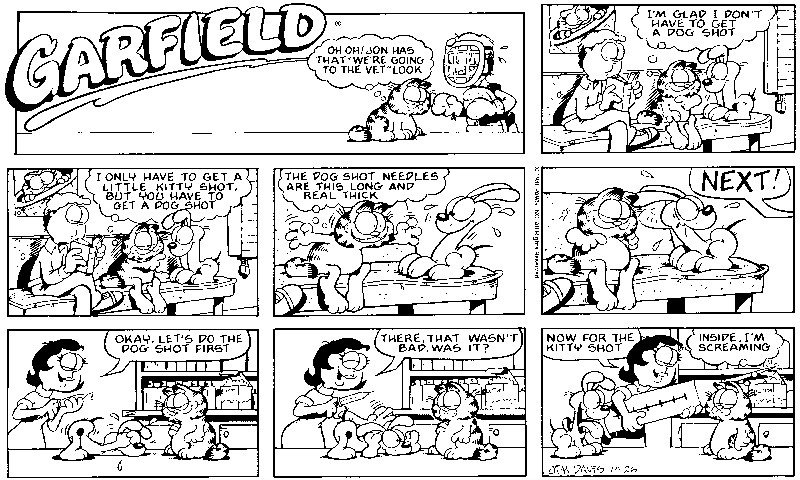 GARFIELD
®
OH OH! JON HAS
THAT "WE'RE GOING
TO THE VET" LOOK
I'M GLAD I DON'T
HAVE TO GET
A DOG SHOT
I ONLY HAVE TO GET A
LITTLE KITTY SHOT,
BUT YOU HAVE TO
GET A DOG SHOT
THE DOG SHOT NEEDLES
ARE THIS LONG AND
REAL THICK
NEXT!
OKAY, LET'S DO THE
DOG SHOT FIRST
THERE, THAT WASN'T
BAD, WAS IT?
NOW FOR THE
KITTY SHOT
INSIDE, I'M
SCREAMING
JIM DAVIS 10-26